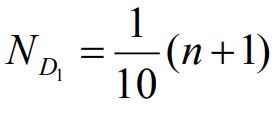 N_{D_1} = \frac{1}{10}(n+1)